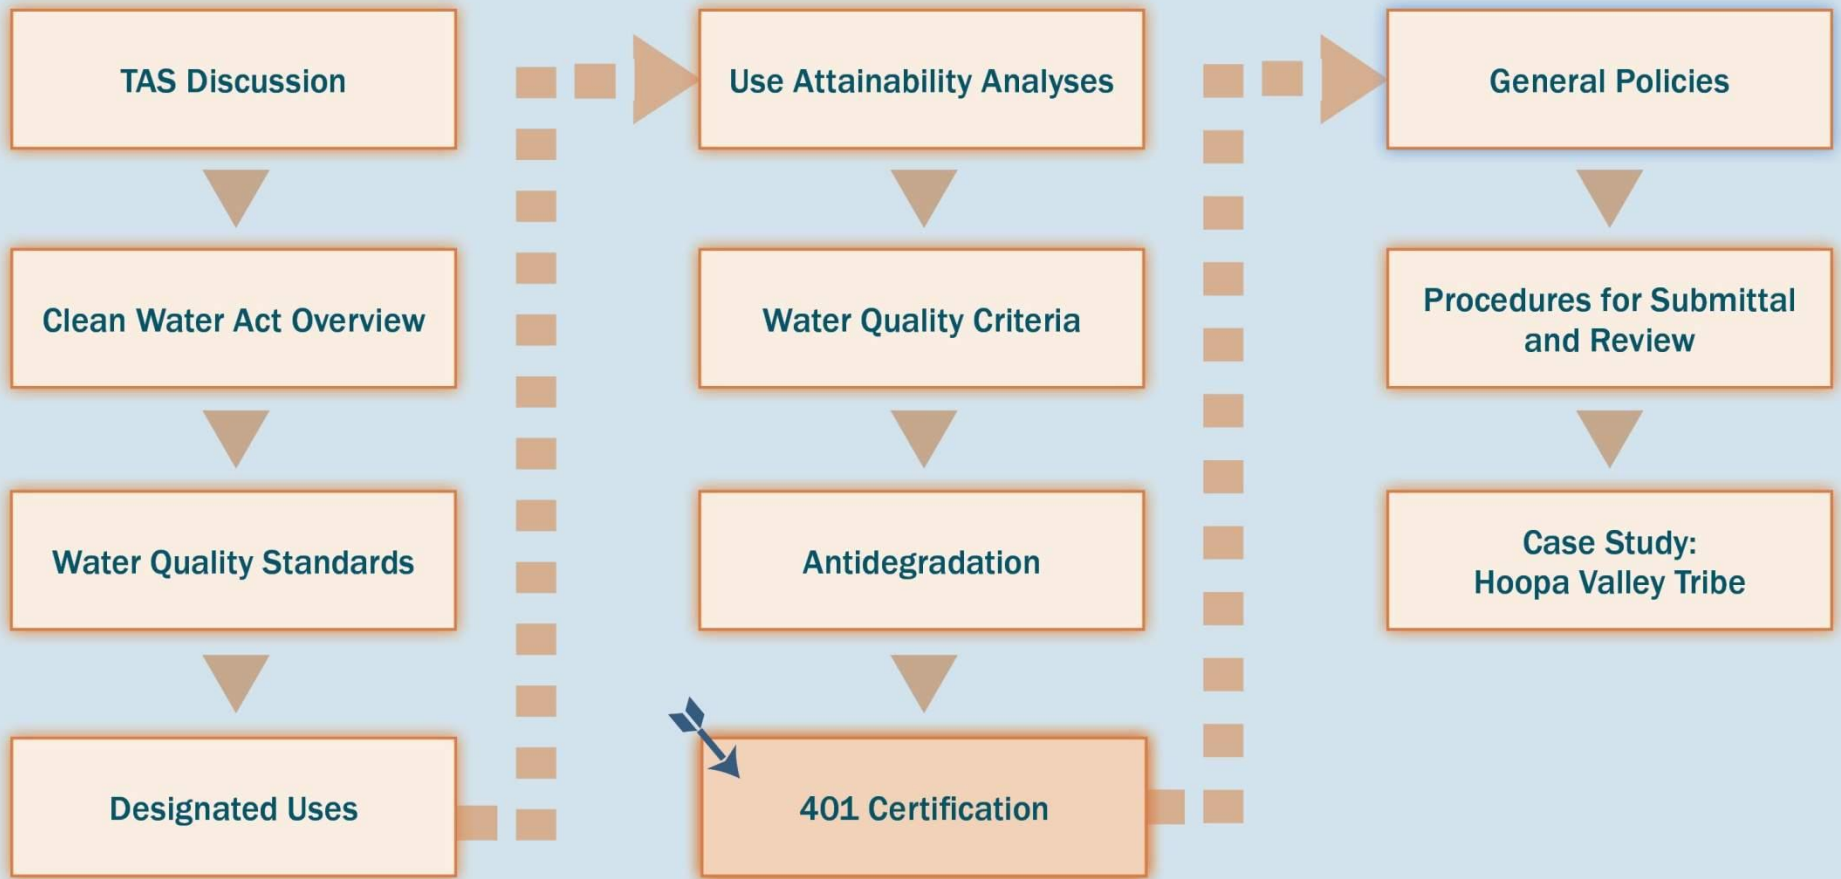 TAS Discussion
Clean Water Act Overview
Water Quality Standards
Designated Uses
Use Attainability Analyses
Water Quality Criteria
Antidegradation
401 Certification
General Policies
Procedures for Submittal
and Review
Case Study:
Hoopa Valley Tribe